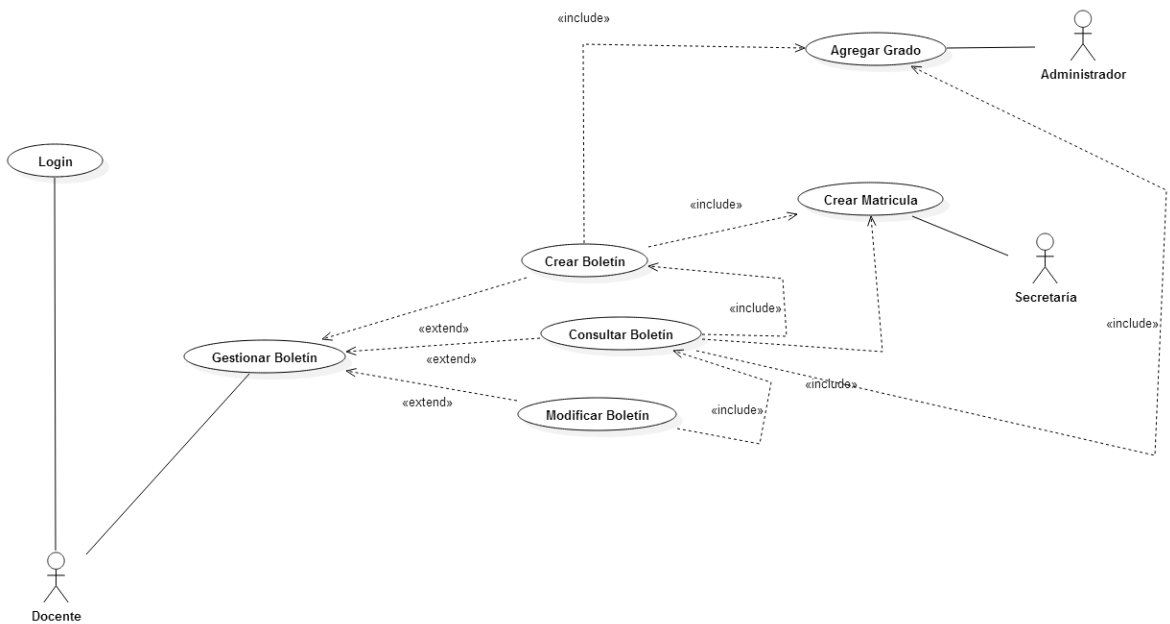 «include»
Agregar Grado
Administrador
Login
Crear Matricula
«include»
Crear Boletín
Secretaría
«include»
«include»
«extend»
Consultar Boletín
Gestionar Boletín
«extend»
«include»
«extend»
Modificar Boletín
«include»
Docente